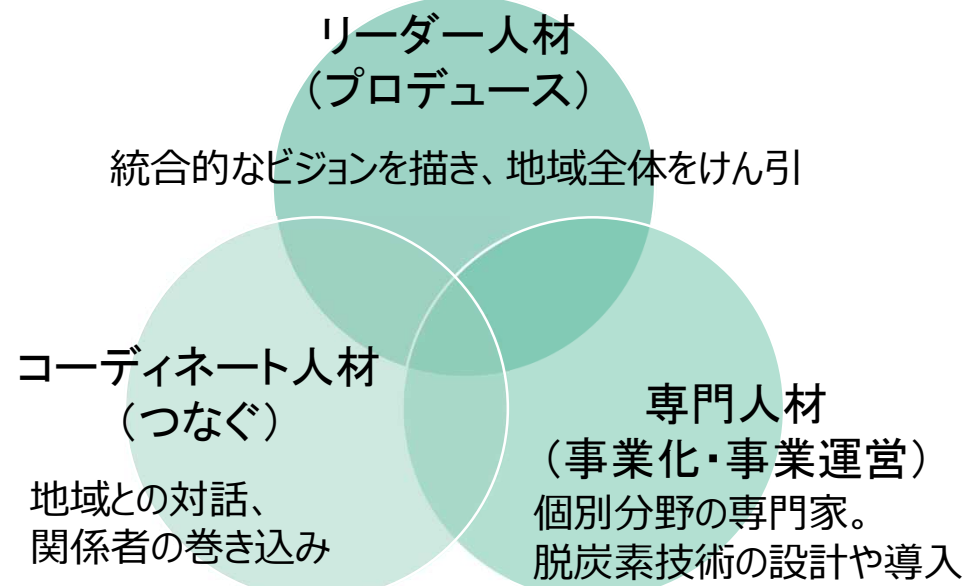 リーダー人材
（プロデュース）
統合的なビジョンを描き、地域全体をけん引
コーディネート人材
（つなぐ）
地域との対話、
関係者の巻き込み
専門人材
（事業化・事業運営）
個別分野の専門家。
脱炭素技術の設計や導入